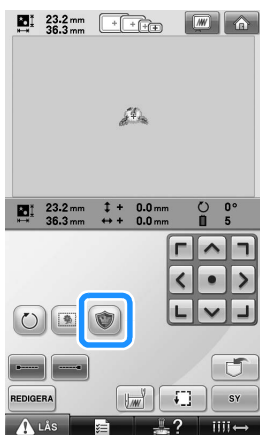 23.2 mm
36.3 mm
23.2 mm + 0.0 mm 0°
36.3 mm + 0.0 mm 5
REDIGERA
SY
LÅS
?